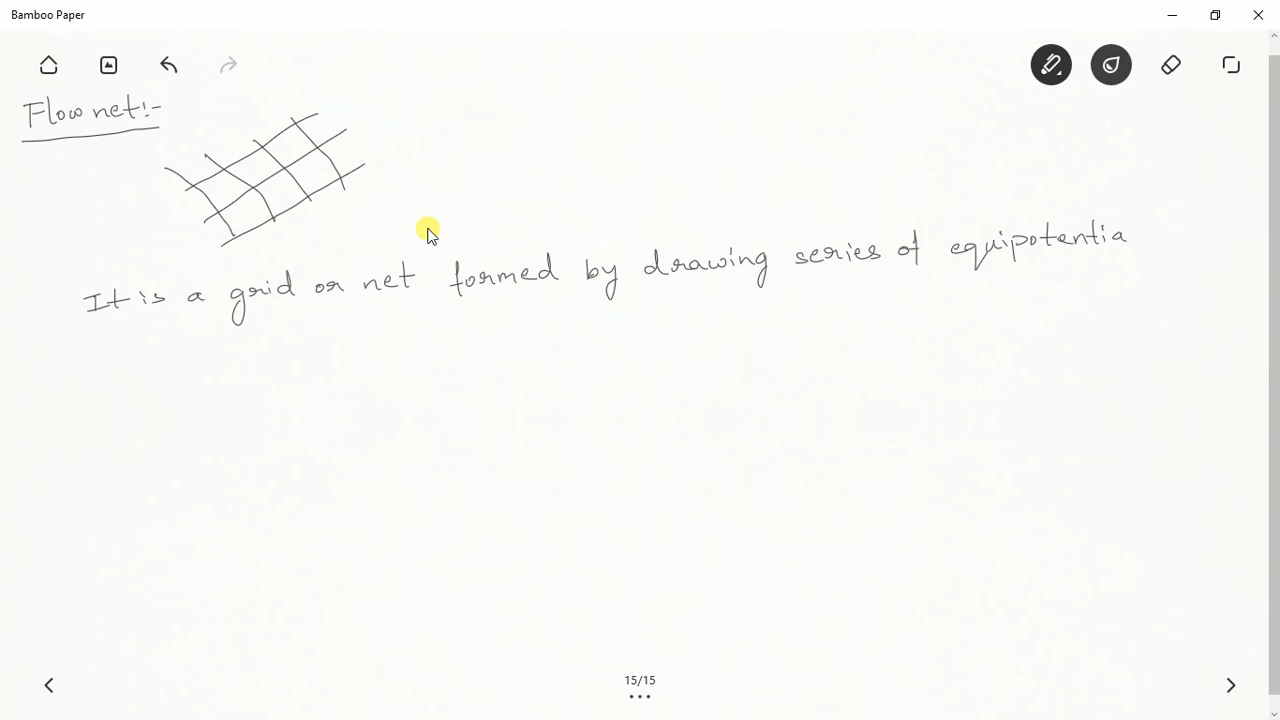 Bamboo Paper
Flow net:-
It is a grid or net formed by drawing series of equipotentia
15/15